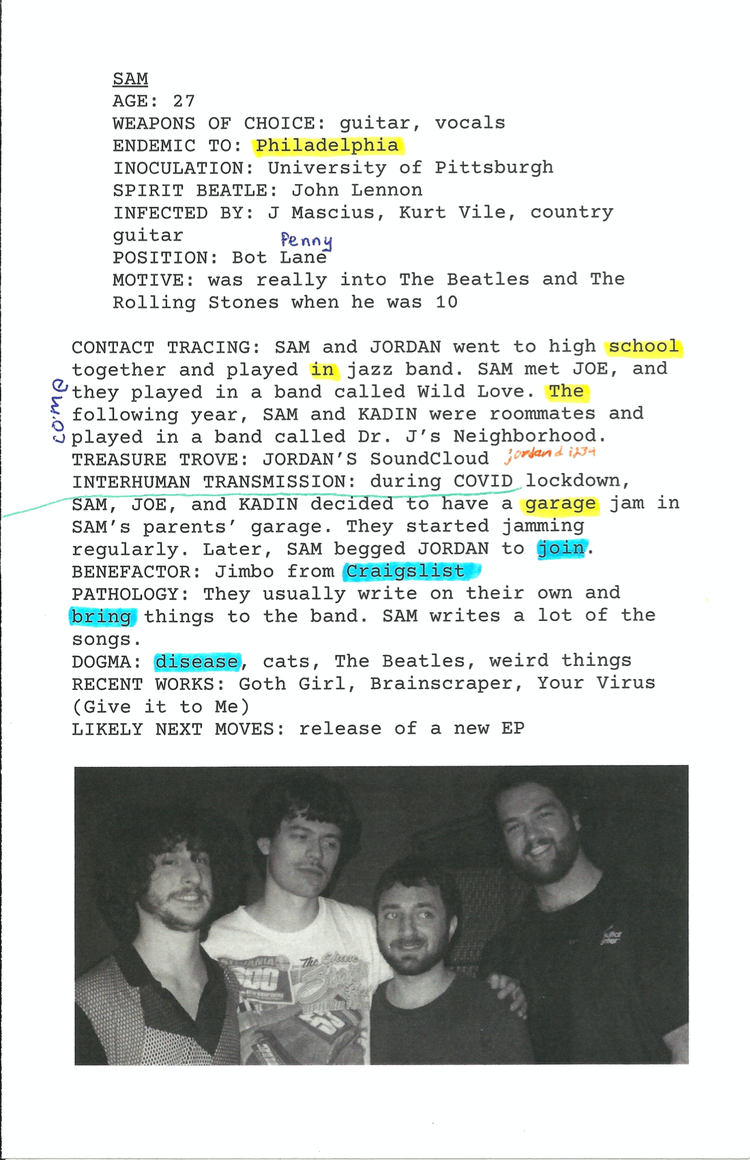 SAM
AGE: 27
WEAPONS OF CHOICE: guitar, vocals
ENDEMIC TO: Philadelphia
INOCULATION: University of Pittsburgh
SPIRIT BEATLE: John Lennon
INFECTED BY: J Mascius, Kurt Vile, country
guitar
Penny
POSITION: Bot Lane
MOTIVE: was really into The Beatles and The
Rolling Stones when he was 10
CONTACT TRACING: SAM and JORDAN went to high school
together and played in jazz band. SAM met JOE, and
they played in a band called Wild Love. The
following year, SAM and KADIN were roommates and
played in a band called Dr. J's Neighborhood.
TREASURE TROVE: JORDAN'S SoundCloud jordand1234
INTERHUMAN TRANSMISSION: during COVID lockdown,
SAM, JOE, and KADIN decided to have a garage jam in
SAM's parents' garage. They started jamming
regularly. Later, SAM begged JORDAN to join.
BENEFACTOR: Jimbo from Craigslist
PATHOLOGY: They usually write on their own and
bring things to the band. SAM writes a lot of the
songs.
DOGMA: disease, cats, The Beatles, weird things
RECENT WORKS: Goth Girl, Brainscraper, Your Virus
(Give it to Me)
LIKELY NEXT MOVES: release of a new EP
The
500